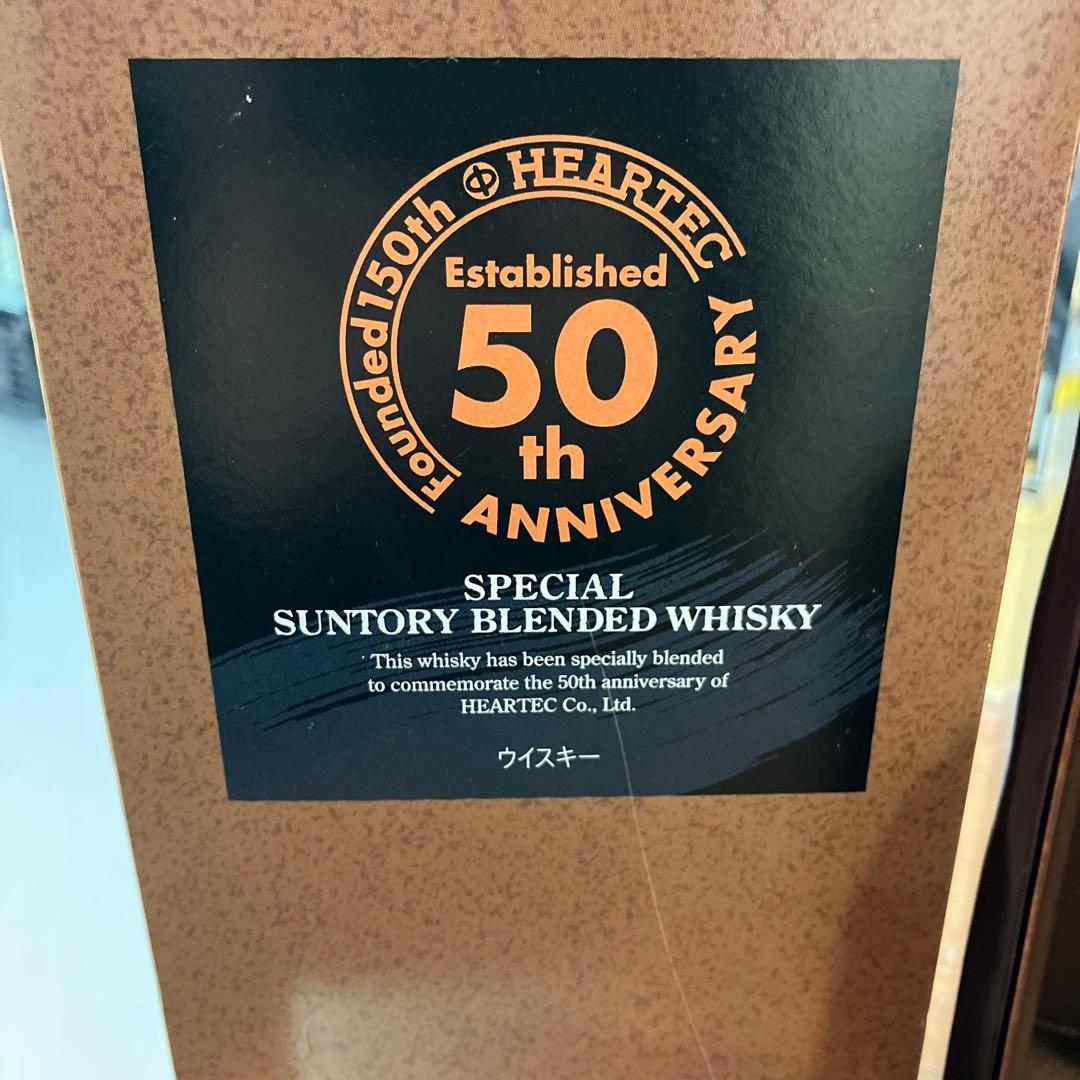 Founded 150th HEARTEC
Established
50
th
ANNIVERSARY
SPECIAL
SUNTORY BLENDED WHISKY
This whisky has been specially blended
to commemorate the 50th anniversary of
HEARTEC Co., Ltd.
ウイスキー